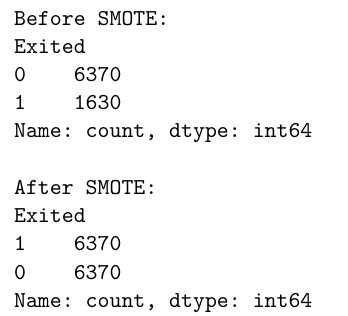 Before SMOTE:
Exited
0    6370
1    1630
Name: count, dtype: int64

After SMOTE:
Exited
1    6370
0    6370
Name: count, dtype: int64